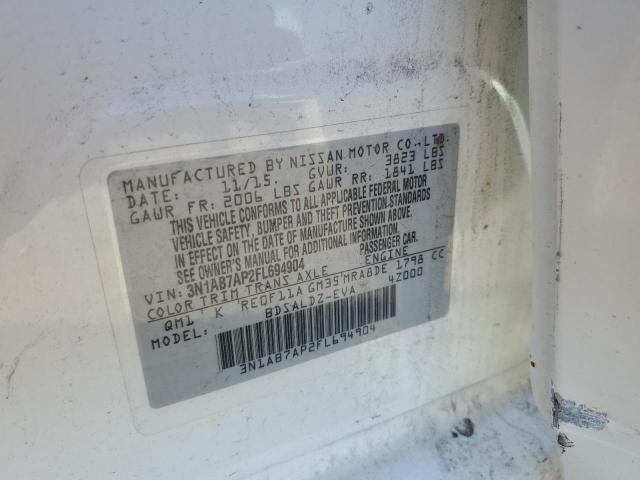 MANUFACTURED BY NISSAN MOTOR CO.,LTD.
DATE: 11/15. GVWR: 3823 LBS
GAWR FR: 2006 LBS GAWR RR: 1841 LBS
THIS VEHICLE CONFORMS TO ALL APPLICABLE FEDERAL MOTOR
VEHICLE SAFETY, BUMPER AND THEFT PREVENTION STANDARDS
IN EFFECT ON THE DATE OF MANUFACTURE SHOWN ABOVE.
SEE OWNER'S MANUAL FOR ADDITIONAL INFORMATION.
VIN: 3N1AB7AP2FL694904 PASSENGER CAR.
COLOR TRIM TRANS AXLE ENGINE
QM1 K RE0F11A GM35 MRA8DE 1798 CC
MODEL: BDSALDZ-EVA 4Z000
3N1AB7AP2FL694904